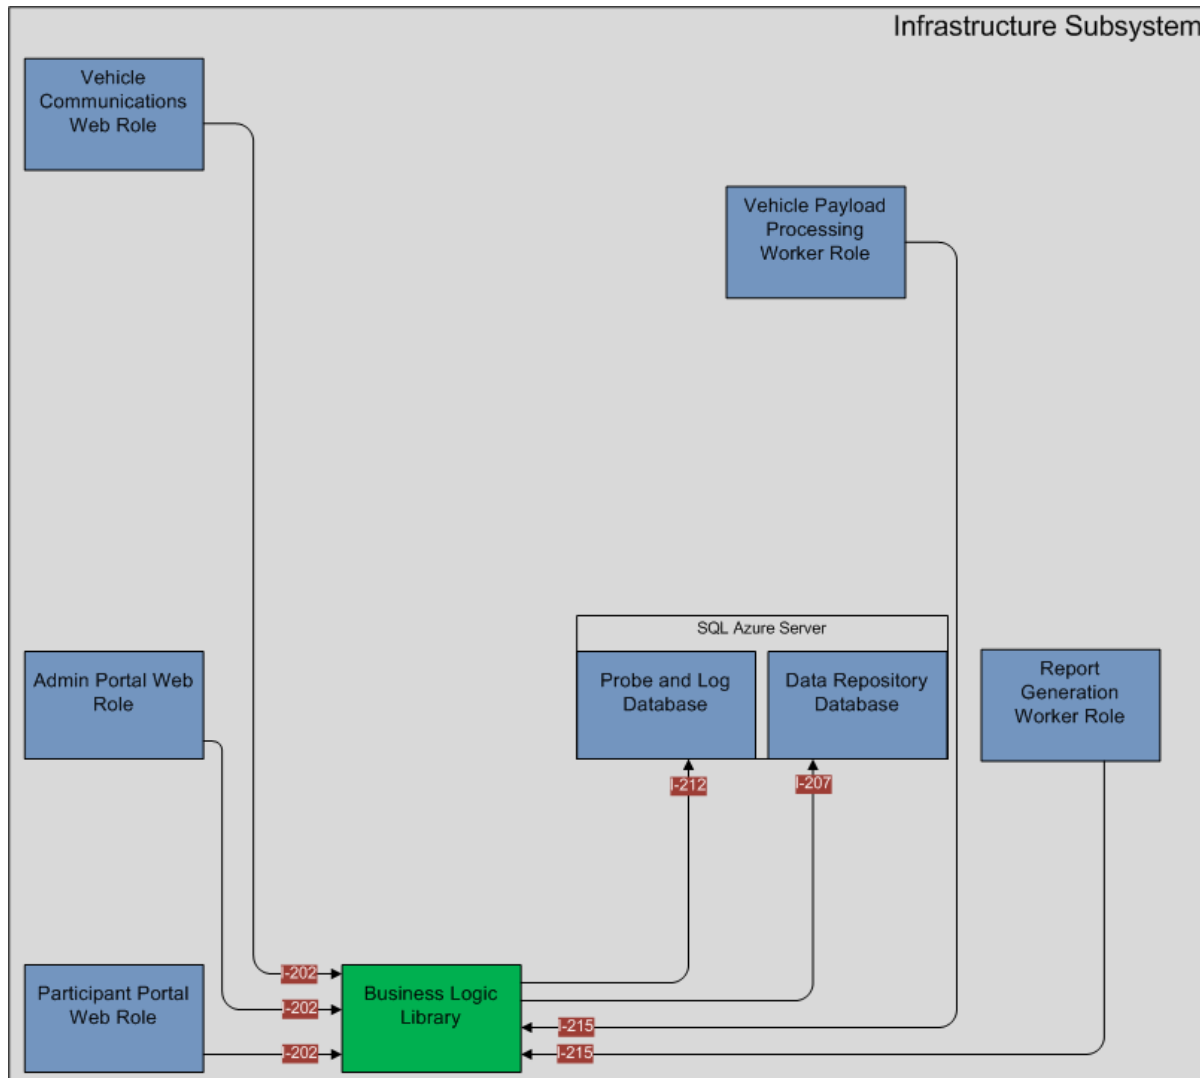 Infrastructure Subsystem
Vehicle
Communications
Web Role
Vehicle Payload
Processing
Worker Role
SQL Azure Server
Probe and Log
Database
Data Repository
Database
Report
Generation
Worker Role
Admin Portal Web
Role
I-212
I-207
Participant Portal
Web Role
I-202
I-202
I-202
Business Logic
Library
I-215
I-215